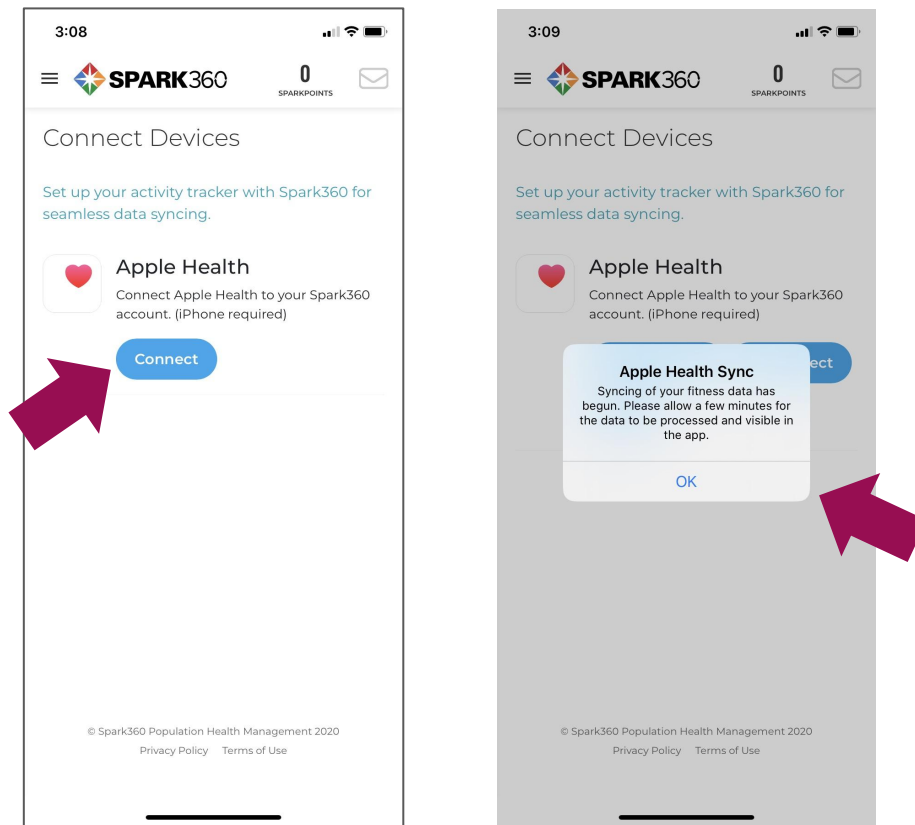 3:08
SPARK360
0
SPARKPOINTS
Connect Devices
Set up your activity tracker with Spark360 for
seamless data syncing.
Apple Health
Connect Apple Health to your Spark360
account. (iPhone required)
Connect
© Spark360 Population Health Management 2020
Privacy Policy Terms of Use
3:09
SPARK360
0
SPARKPOINTS
Connect Devices
Set up your activity tracker with Spark360 for
seamless data syncing.
Apple Health
Connect Apple Health to your Spark360
account. (iPhone required)
ect
Apple Health Sync
Syncing of your fitness data has
begun. Please allow a few minutes for
the data to be processed and visible in
the app.
OK
© Spark360 Population Health Management 2020
Privacy Policy Terms of Use